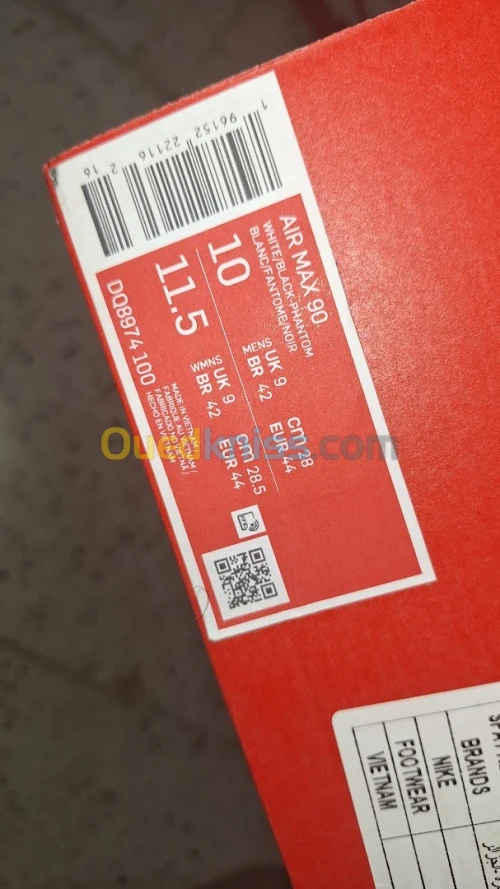 1 96152 22116 2 16
AIR MAX 90
WHITE/BLACK-PHANTOM
BLANC/FANTOME/NOIR
10
MENS UK 9 cm 28
M BR 42 EUR 44
11.5
WMNS UK 9 cm 28.5
BR 42 EUR 44
DQ8974 100
MADE IN VIETNAM /
FABRIQUÉ AU VIETNAM /
FABRICADO NO VIETNÃ /
HECHO EN VIETNAM
Ouedkniss.com
BRANDS
NIKE
FOOTWEAR
VIETNAM